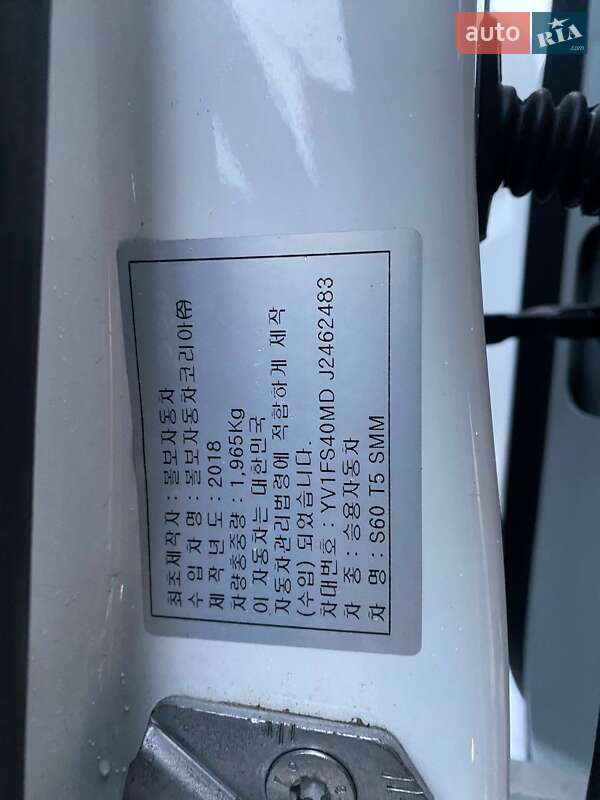 auto RIA.com
최초제작자 : 볼보자동차
수 입 차 명 : 볼보자동차코리아㈜
제 작 년 도 : 2018
차량총중량 : 1,965Kg
이 자동차는 대한민국
자동차관리법령에 적합하게 제작
(수입) 되었습니다.
차대번호 : YV1FS40MD J2462483
차 종 : 승용자동차
차 명 : S60 T5 SMM